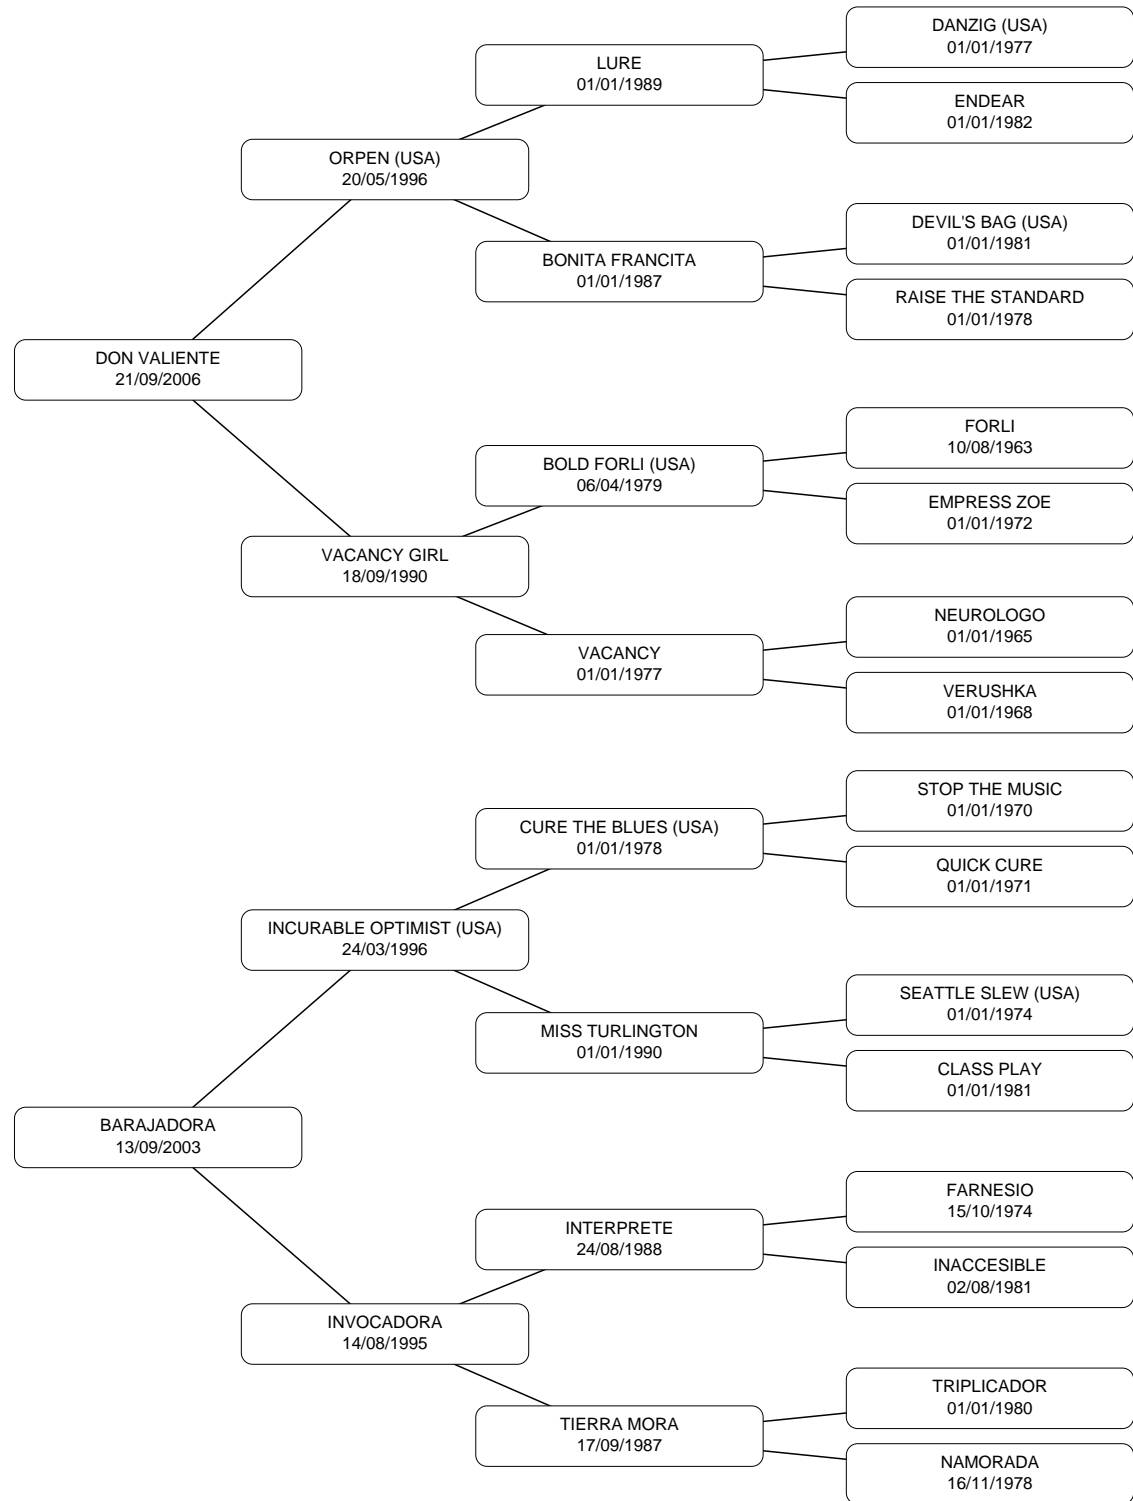 DANZIG (USA)
01/01/1977
LURE
01/01/1989
ENDEAR
01/01/1982
ORPEN (USA)
20/05/1996
DEVIL'S BAG (USA)
01/01/1981
BONITA FRANCITA
01/01/1987
RAISE THE STANDARD
01/01/1978
DON VALIENTE
21/09/2006
FORLI
10/08/1963
BOLD FORLI (USA)
06/04/1979
EMPRESS ZOE
01/01/1972
VACANCY GIRL
18/09/1990
NEUROLOGO
01/01/1965
VACANCY
01/01/1977
VERUSHKA
01/01/1968
STOP THE MUSIC
01/01/1970
CURE THE BLUES (USA)
01/01/1978
QUICK CURE
01/01/1971
INCURABLE OPTIMIST (USA)
24/03/1996
SEATTLE SLEW (USA)
01/01/1974
MISS TURLINGTON
01/01/1990
CLASS PLAY
01/01/1981
BARAJADORA
13/09/2003
FARNESIO
15/10/1974
INTERPRETE
24/08/1988
INACCESIBLE
02/08/1981
INVOCADORA
14/08/1995
TRIPLICADOR
01/01/1980
TIERRA MORA
17/09/1987
NAMORADA
16/11/1978